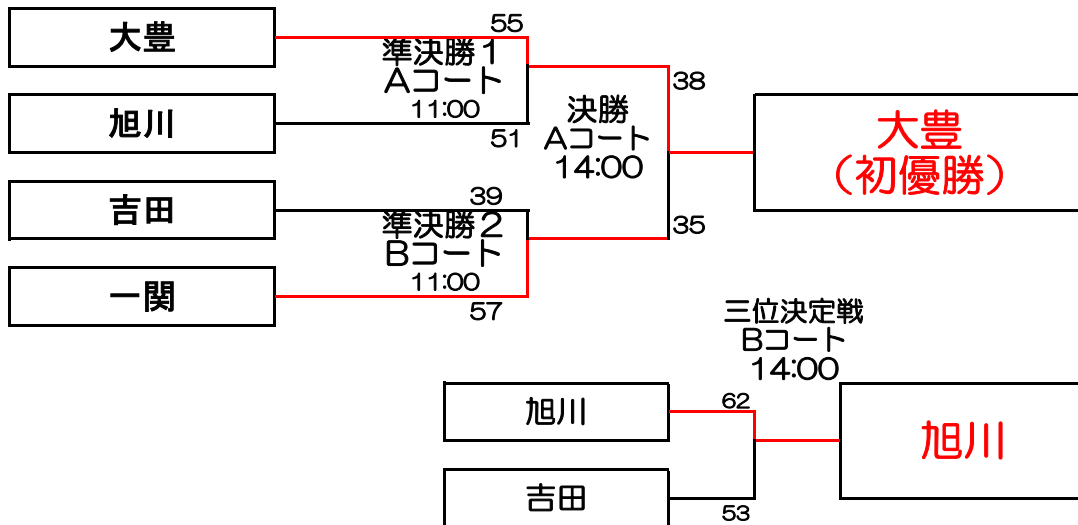 大豊
55
準決勝1
Aコート
11:00
旭川
51
38
決勝
Aコート
14:00
大豊
(初優勝)
吉田
39
準決勝2
Bコート
11:00
35
一関
57
三位決定戦
Bコート
14:00
旭川
62
旭川
吉田
53